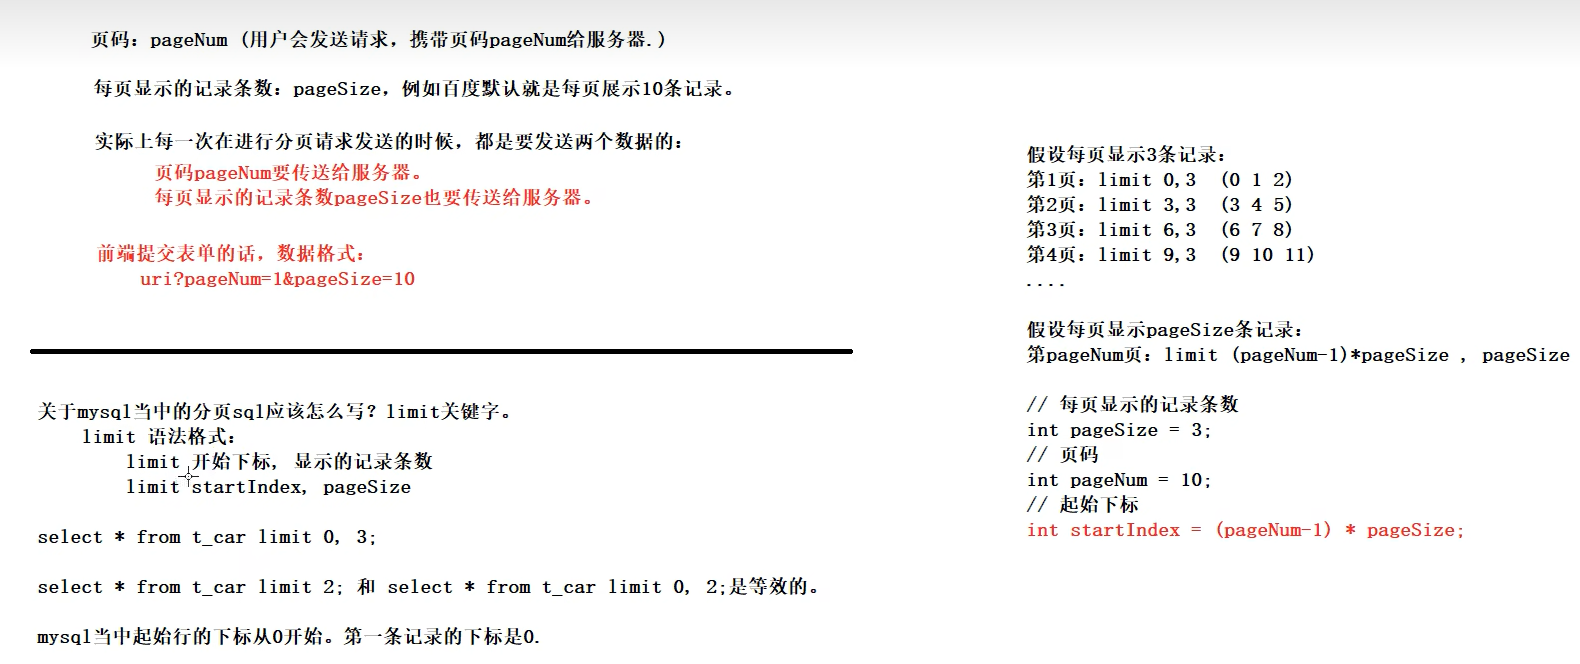 页码：pageNum (用户会发送请求，携带页码pageNum给服务器.)
每页显示的记录条数：pageSize，例如百度默认就是每页展示10条记录。
实际上每一次在进行分页请求发送的时候，都是要发送两个数据的：
页码pageNum要传送给服务器。
每页显示的记录条数pageSize也要传送给服务器。
前端提交表单的话，数据格式：
uri?pageNum=1&pageSize=10
关于mysql当中的分页sql应该怎么写？limit关键字。
limit 语法格式：
limit 开始下标, 显示的记录条数
limit startIndex, pageSize
select * from t_car limit 0, 3;
select * from t_car limit 2; 和 select * from t_car limit 0, 2;是等效的。
mysql当中起始行的下标从0开始。第一条记录的下标是0.
假设每页显示3条记录：
第1页：limit 0,3 (0 1 2)
第2页：limit 3,3 (3 4 5)
第3页：limit 6,3 (6 7 8)
第4页：limit 9,3 (9 10 11)
....
假设每页显示pageSize条记录：
第pageNum页：limit (pageNum-1)*pageSize , pageSize
// 每页显示的记录条数
int pageSize = 3;
// 页码
int pageNum = 10;
// 起始下标
int startIndex = (pageNum-1) * pageSize;